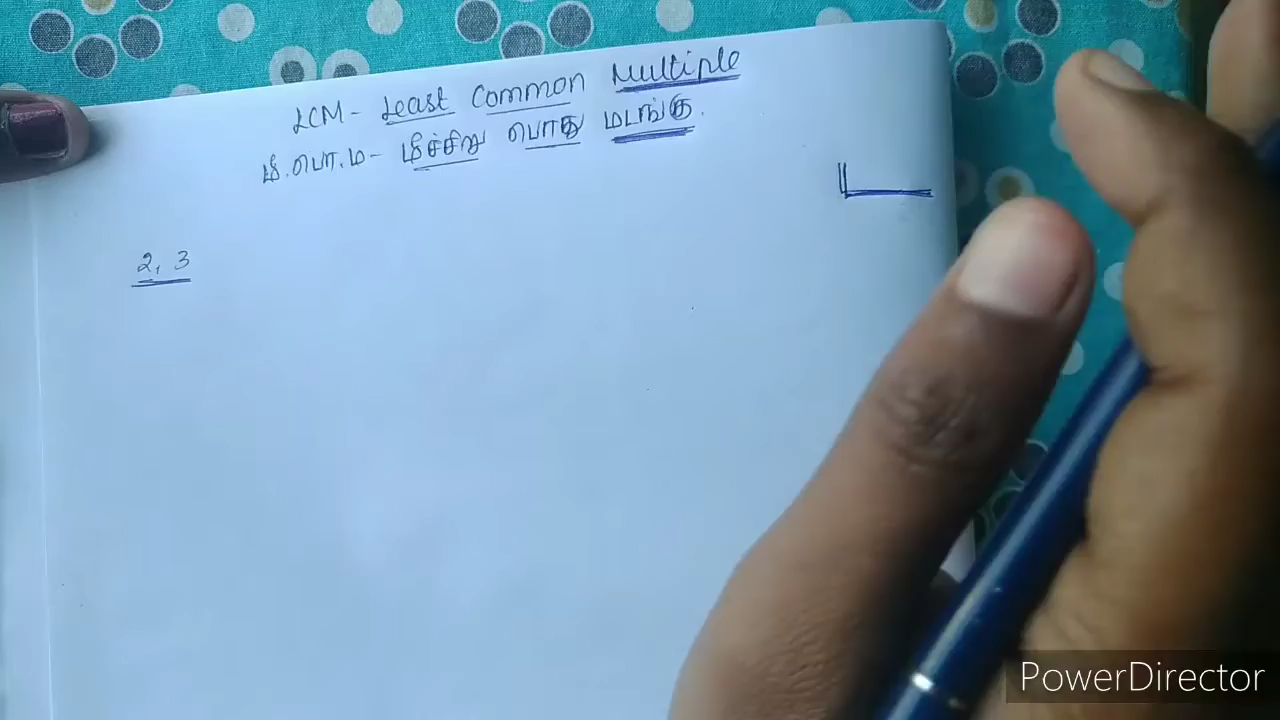 LCM - Least Common Multiple
மீ.பொ.ம - மீச்சிறு பொது மடங்கு.
2, 3
PowerDirector